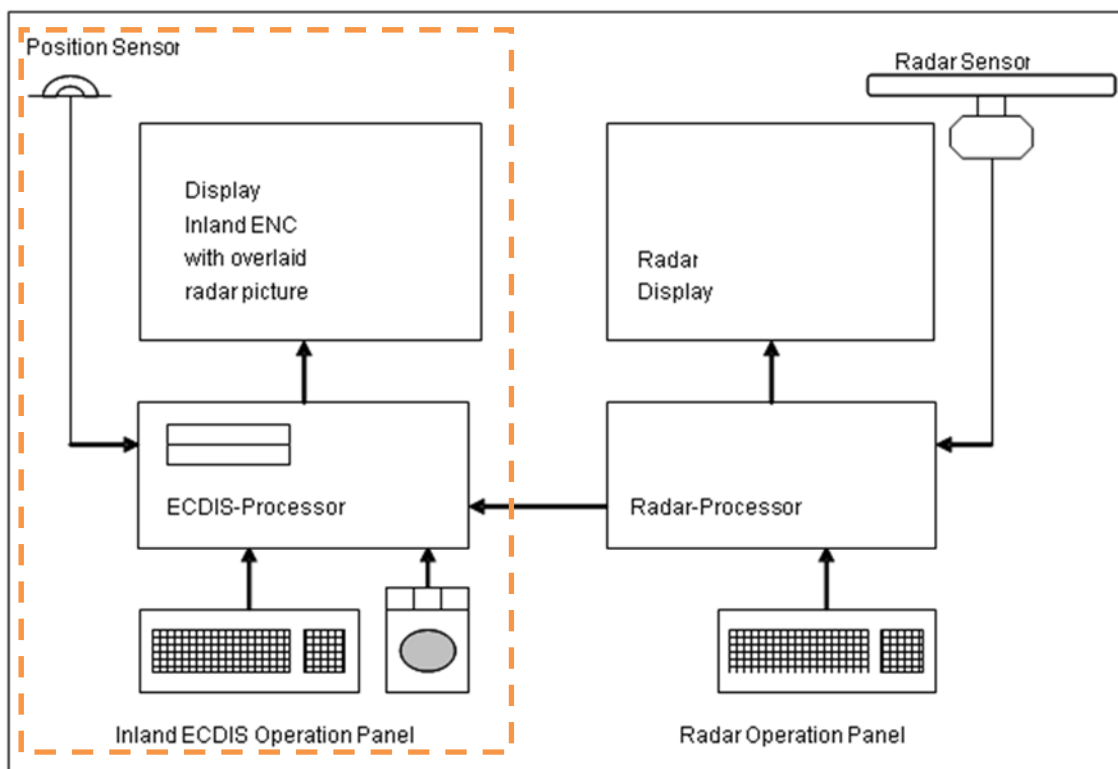 Position Sensor
Radar Sensor
Display
Inland ENC
with overlaid
radar picture
Radar
Display
ECDIS-Processor
Radar-Processor
Inland ECDIS Operation Panel
Radar Operation Panel